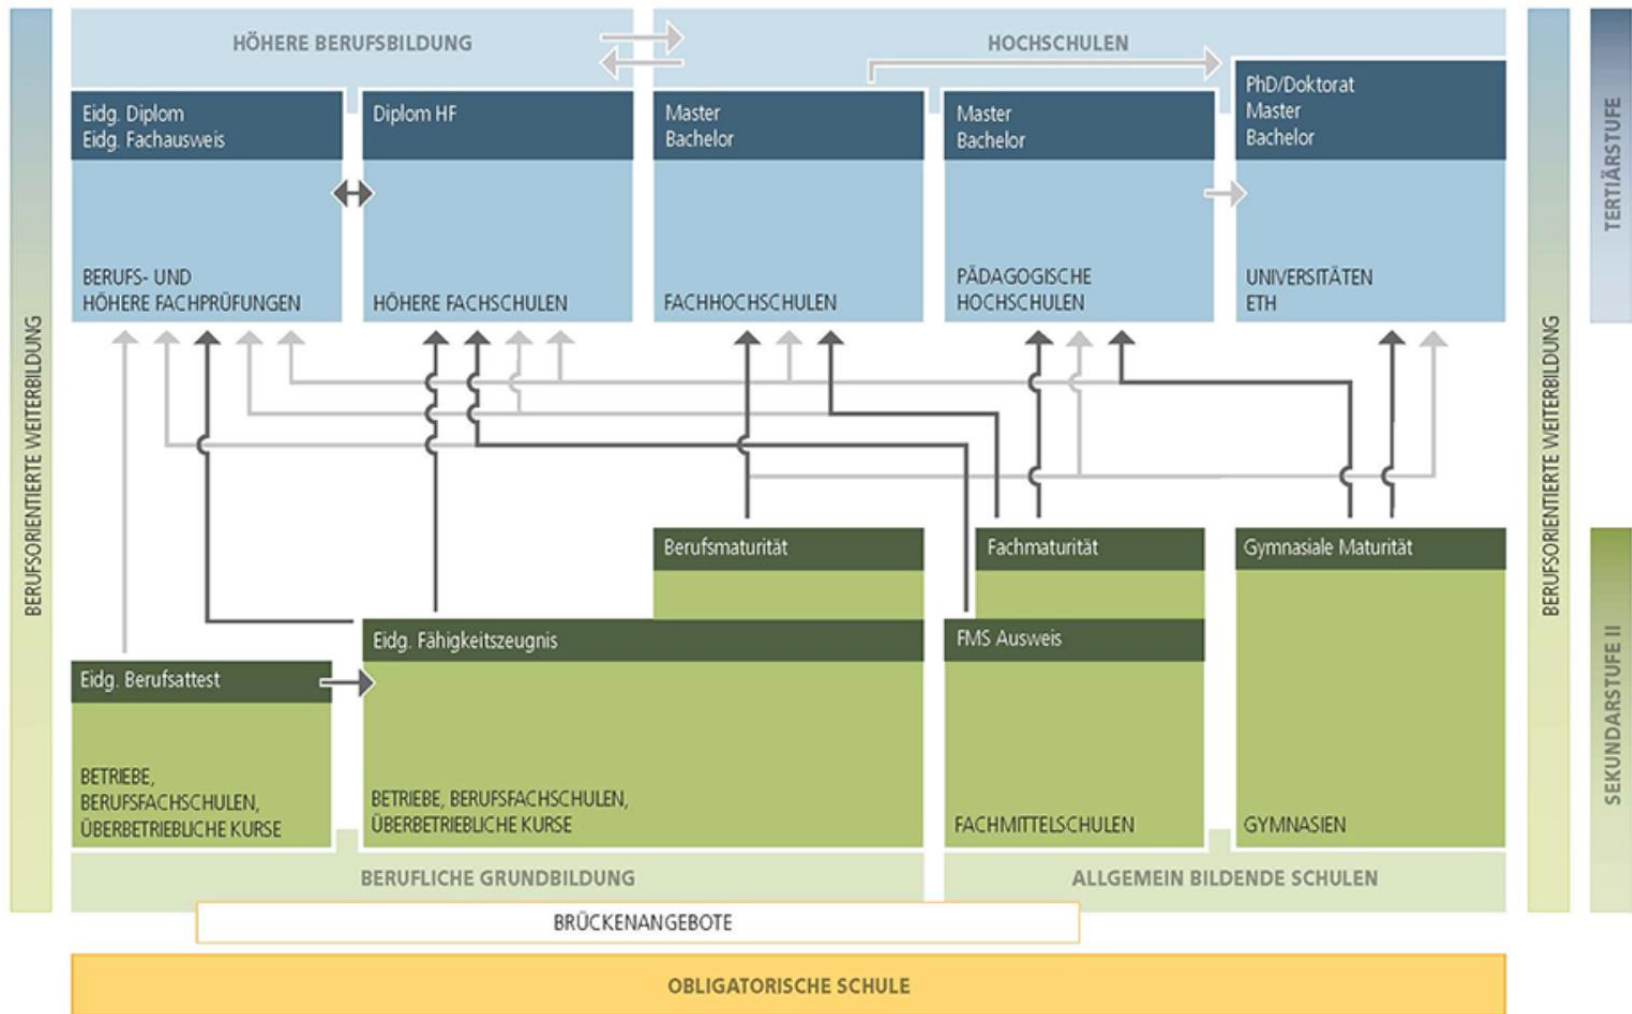 HÖHERE BERUFSBILDUNG
HOCHSCHULEN
Eidg. Diplom
Eidg. Fachausweis
BERUFS- UND
HÖHERE FACHPRÜFUNGEN
Diplom HF
HÖHERE FACHSCHULEN
Master
Bachelor
FACHHOCHSCHULEN
Master
Bachelor
PÄDAGOGISCHE
HOCHSCHULEN
PhD/Doktorat
Master
Bachelor
UNIVERSITÄTEN
ETH
BERUFSORIENTIERTE WEITERBILDUNG
BERUFSORIENTIERTE WEITERBILDUNG
TERTIÄRSTUFE
SEKUNDARSTUFE II
Berufsmaturität
Fachmaturität
Gymnasiale Maturität
Eidg. Fähigkeitszeugnis
FMS Ausweis
Eidg. Berufsattest
BETRIEBE,
BERUFSFACHSCHULEN,
ÜBERBETRIEBLICHE KURSE
BETRIEBE, BERUFSFACHSCHULEN,
ÜBERBETRIEBLICHE KURSE
FACHMITTELSCHULEN
GYMNASIEN
BERUFLICHE GRUNDBILDUNG
ALLGEMEIN BILDENDE SCHULEN
BRÜCKENANGEBOTE
OBLIGATORISCHE SCHULE